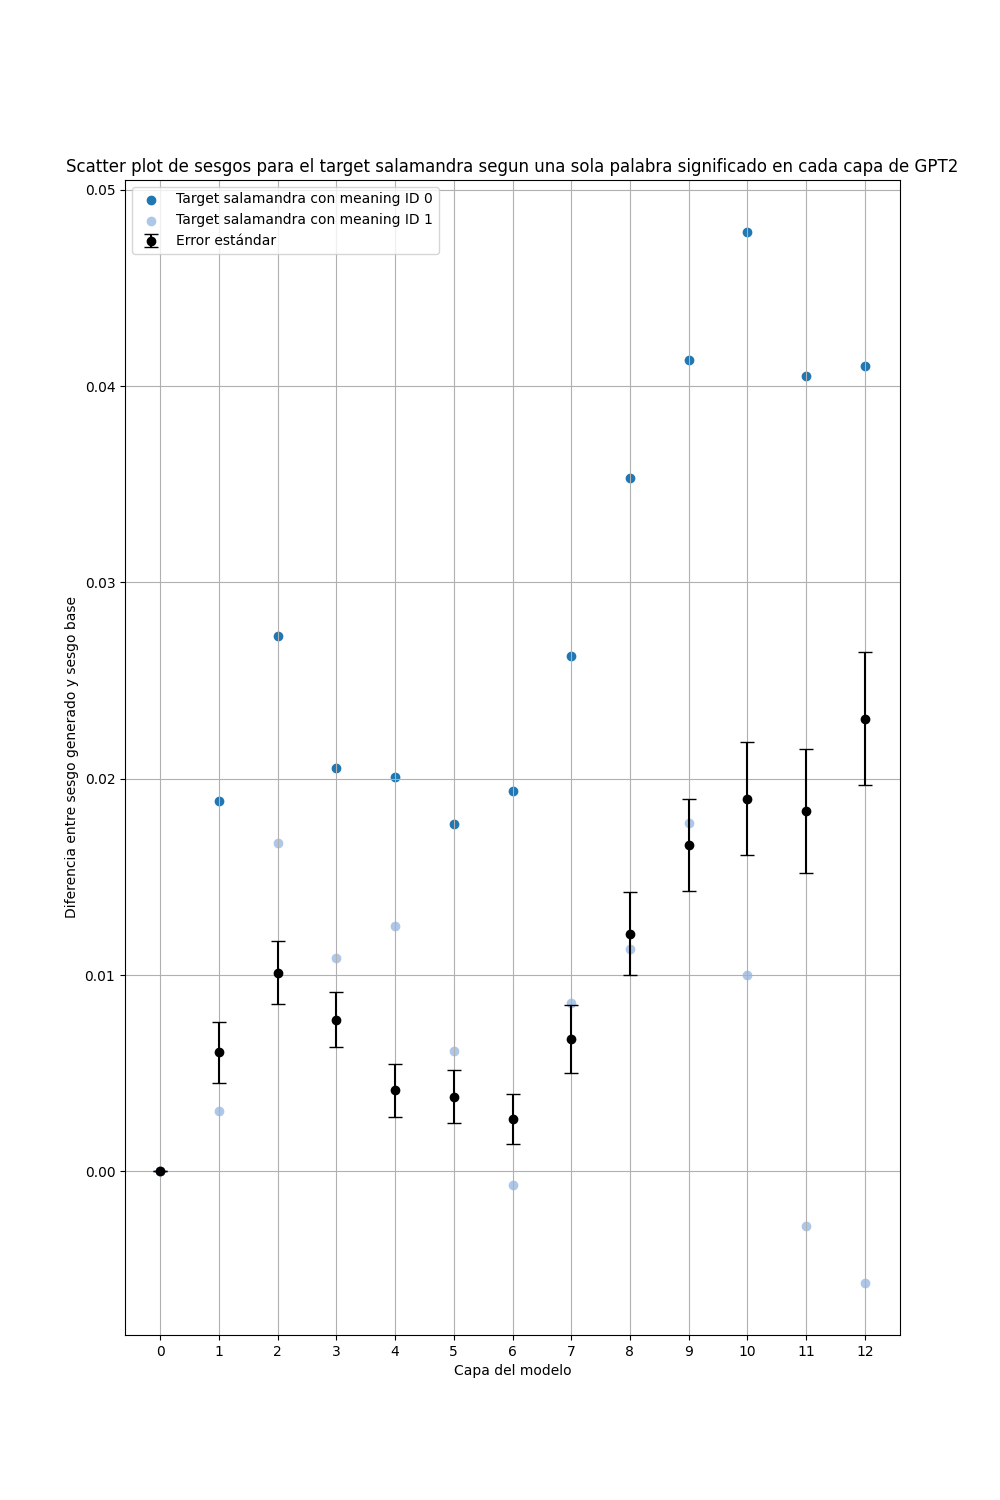 Scatter plot de sesgos para el target salamandra segun una sola palabra significado en cada capa de GPT2
Target salamandra con meaning ID 0
Target salamandra con meaning ID 1
Error estándar
0.05
0.04
0.03
0.02
0.01
0.00
Diferencia entre sesgo generado y sesgo base
0 1 2 3 4 5 6 7 8 9 10 11 12
Capa del modelo